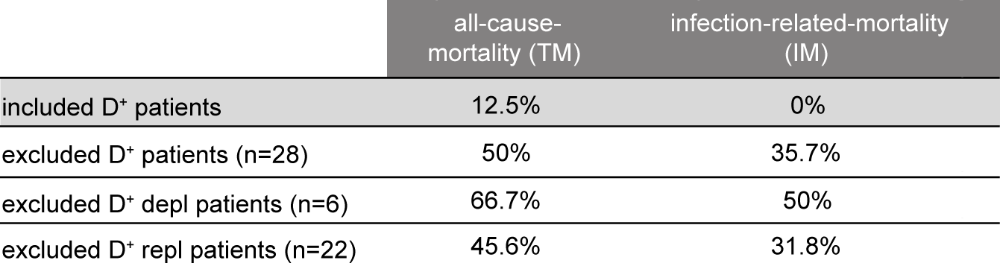 all-cause-
mortality (TM)
infection-related-mortality
(IM)
included D⁺ patients 12.5% 0%
excluded D⁺ patients (n=28) 50% 35.7%
excluded D⁺ depl patients (n=6) 66.7% 50%
excluded D⁺ repl patients (n=22) 45.6% 31.8%